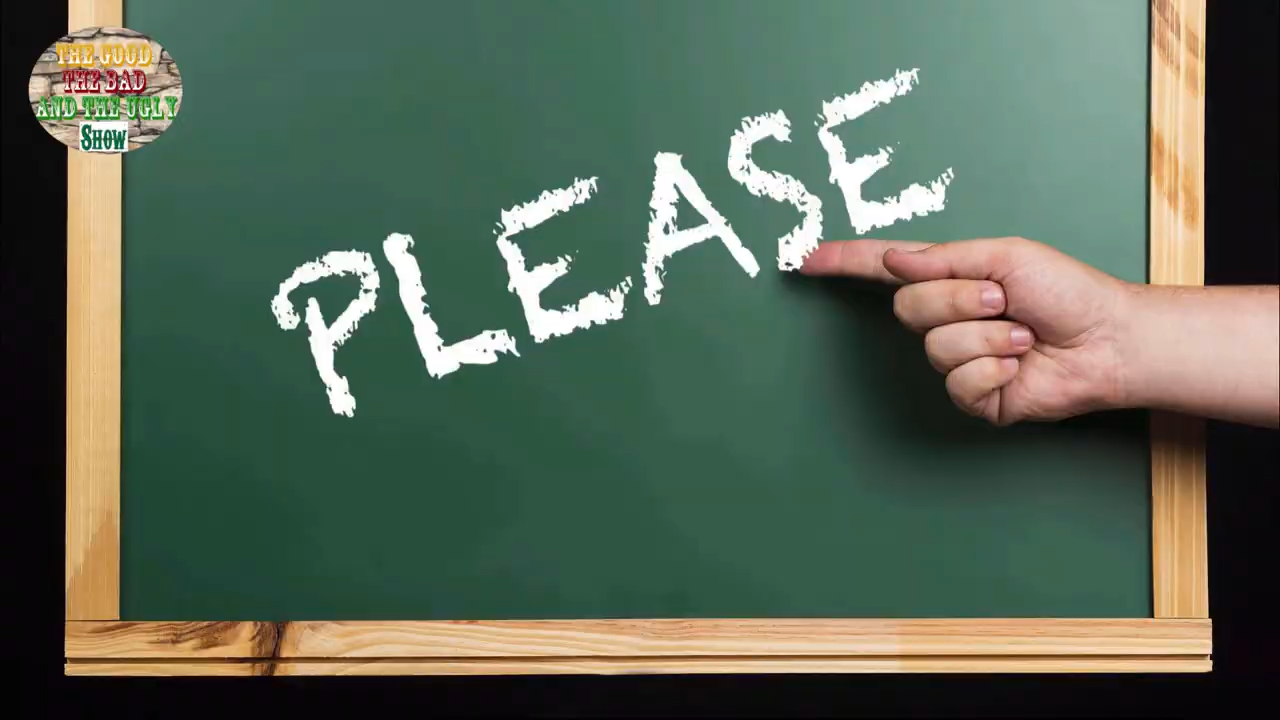 THE GOOD
THE BAD
AND THE UGLY
SHOW
PLEASE